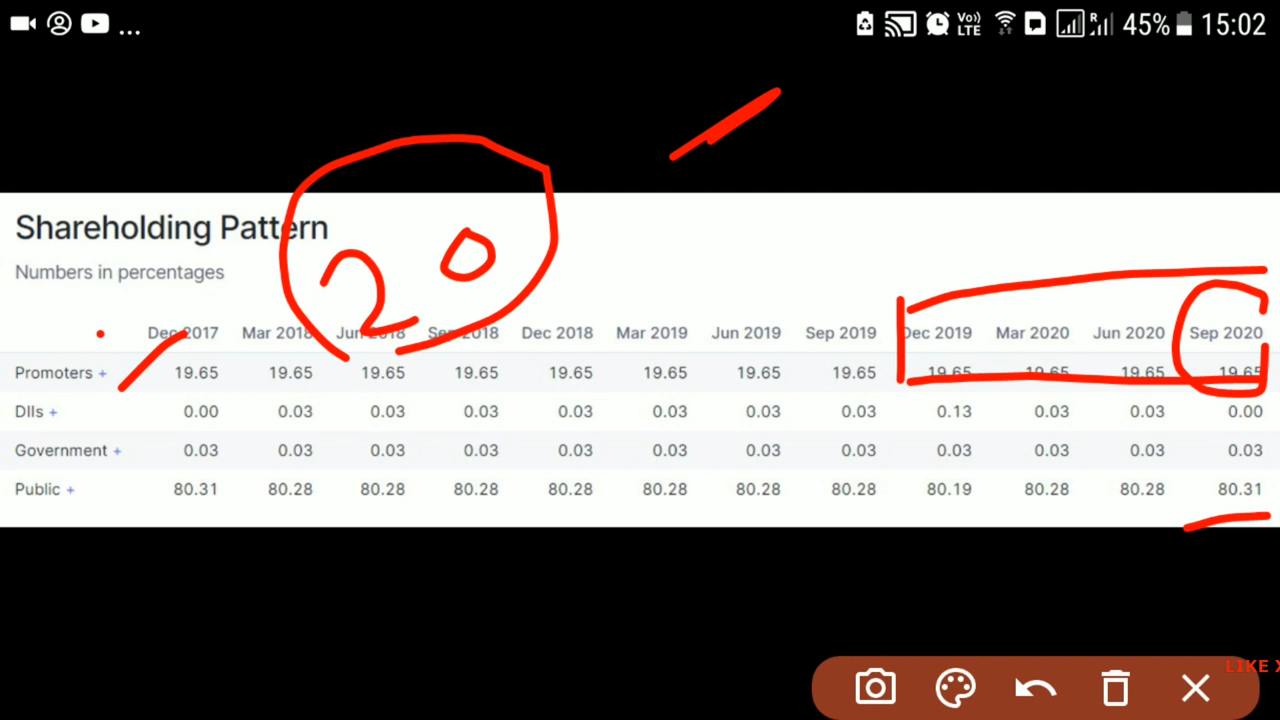 ... Vo)) LTE R 45% 15:02
20
Shareholding Pattern
Numbers in percentages
Dec 2017 Mar 2018 Jun 2018 Sep 2018 Dec 2018 Mar 2019 Jun 2019 Sep 2019 Dec 2019 Mar 2020 Jun 2020 Sep 2020
Promoters + 19.65 19.65 19.65 19.65 19.65 19.65 19.65 19.65 19.65 19.65 19.65 19.65
DIIs + 0.00 0.03 0.03 0.03 0.03 0.03 0.03 0.03 0.13 0.03 0.03 0.00
Government + 0.03 0.03 0.03 0.03 0.03 0.03 0.03 0.03 0.03 0.03 0.03 0.03
Public + 80.31 80.28 80.28 80.28 80.28 80.28 80.28 80.28 80.19 80.28 80.28 80.31
LIKE